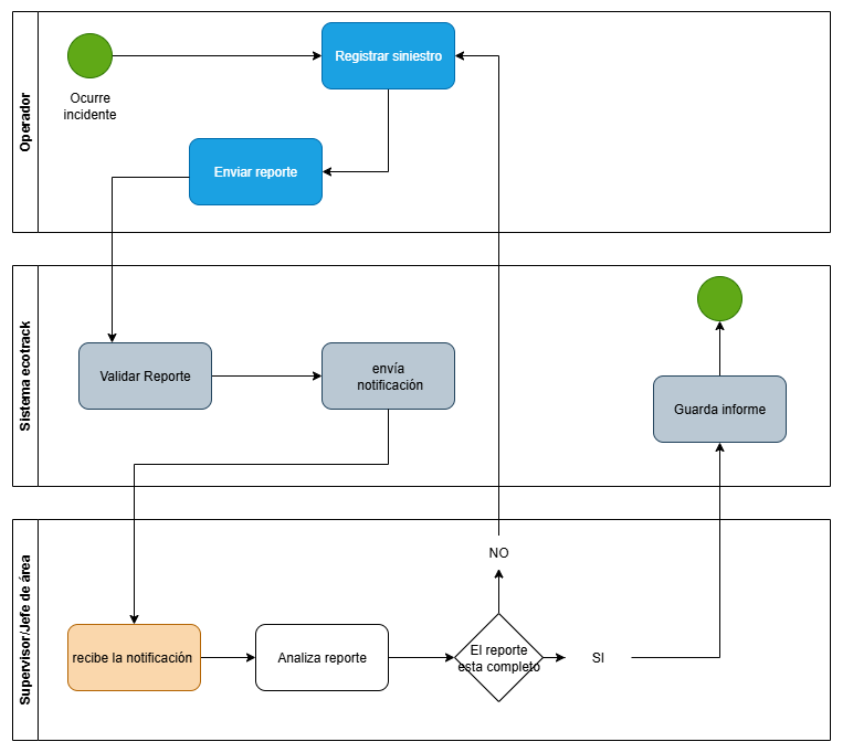 Operador
Ocurre
incidente
Registrar siniestro
Enviar reporte
Sistema ecotrack
Validar Reporte
envía
notificación
Guarda informe
Supervisor/Jefe de área
recibe la notificación
Analiza reporte
El reporte
esta completo
NO
SI